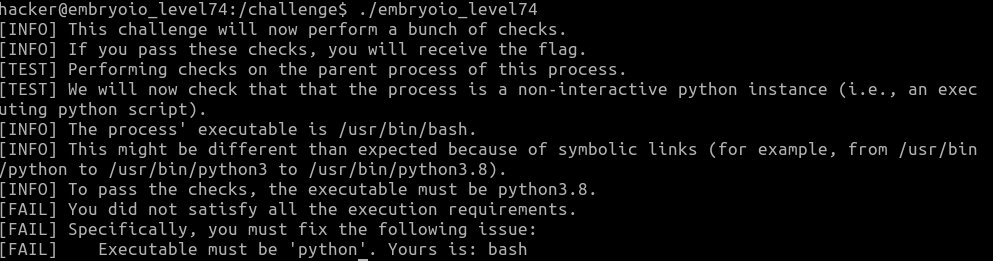 hacker@embryoio_level74:/challenge$ ./embryoio_level74
[INFO] This challenge will now perform a bunch of checks.
[INFO] If you pass these checks, you will receive the flag.
[TEST] Performing checks on the parent process of this process.
[TEST] We will now check that that the process is a non-interactive python instance (i.e., an exec
uting python script).
[INFO] The process' executable is /usr/bin/bash.
[INFO] This might be different than expected because of symbolic links (for example, from /usr/bin
/python to /usr/bin/python3 to /usr/bin/python3.8).
[INFO] To pass the checks, the executable must be python3.8.
[FAIL] You did not satisfy all the execution requirements.
[FAIL] Specifically, you must fix the following issue:
[FAIL]    Executable must be 'python'. Yours is: bash